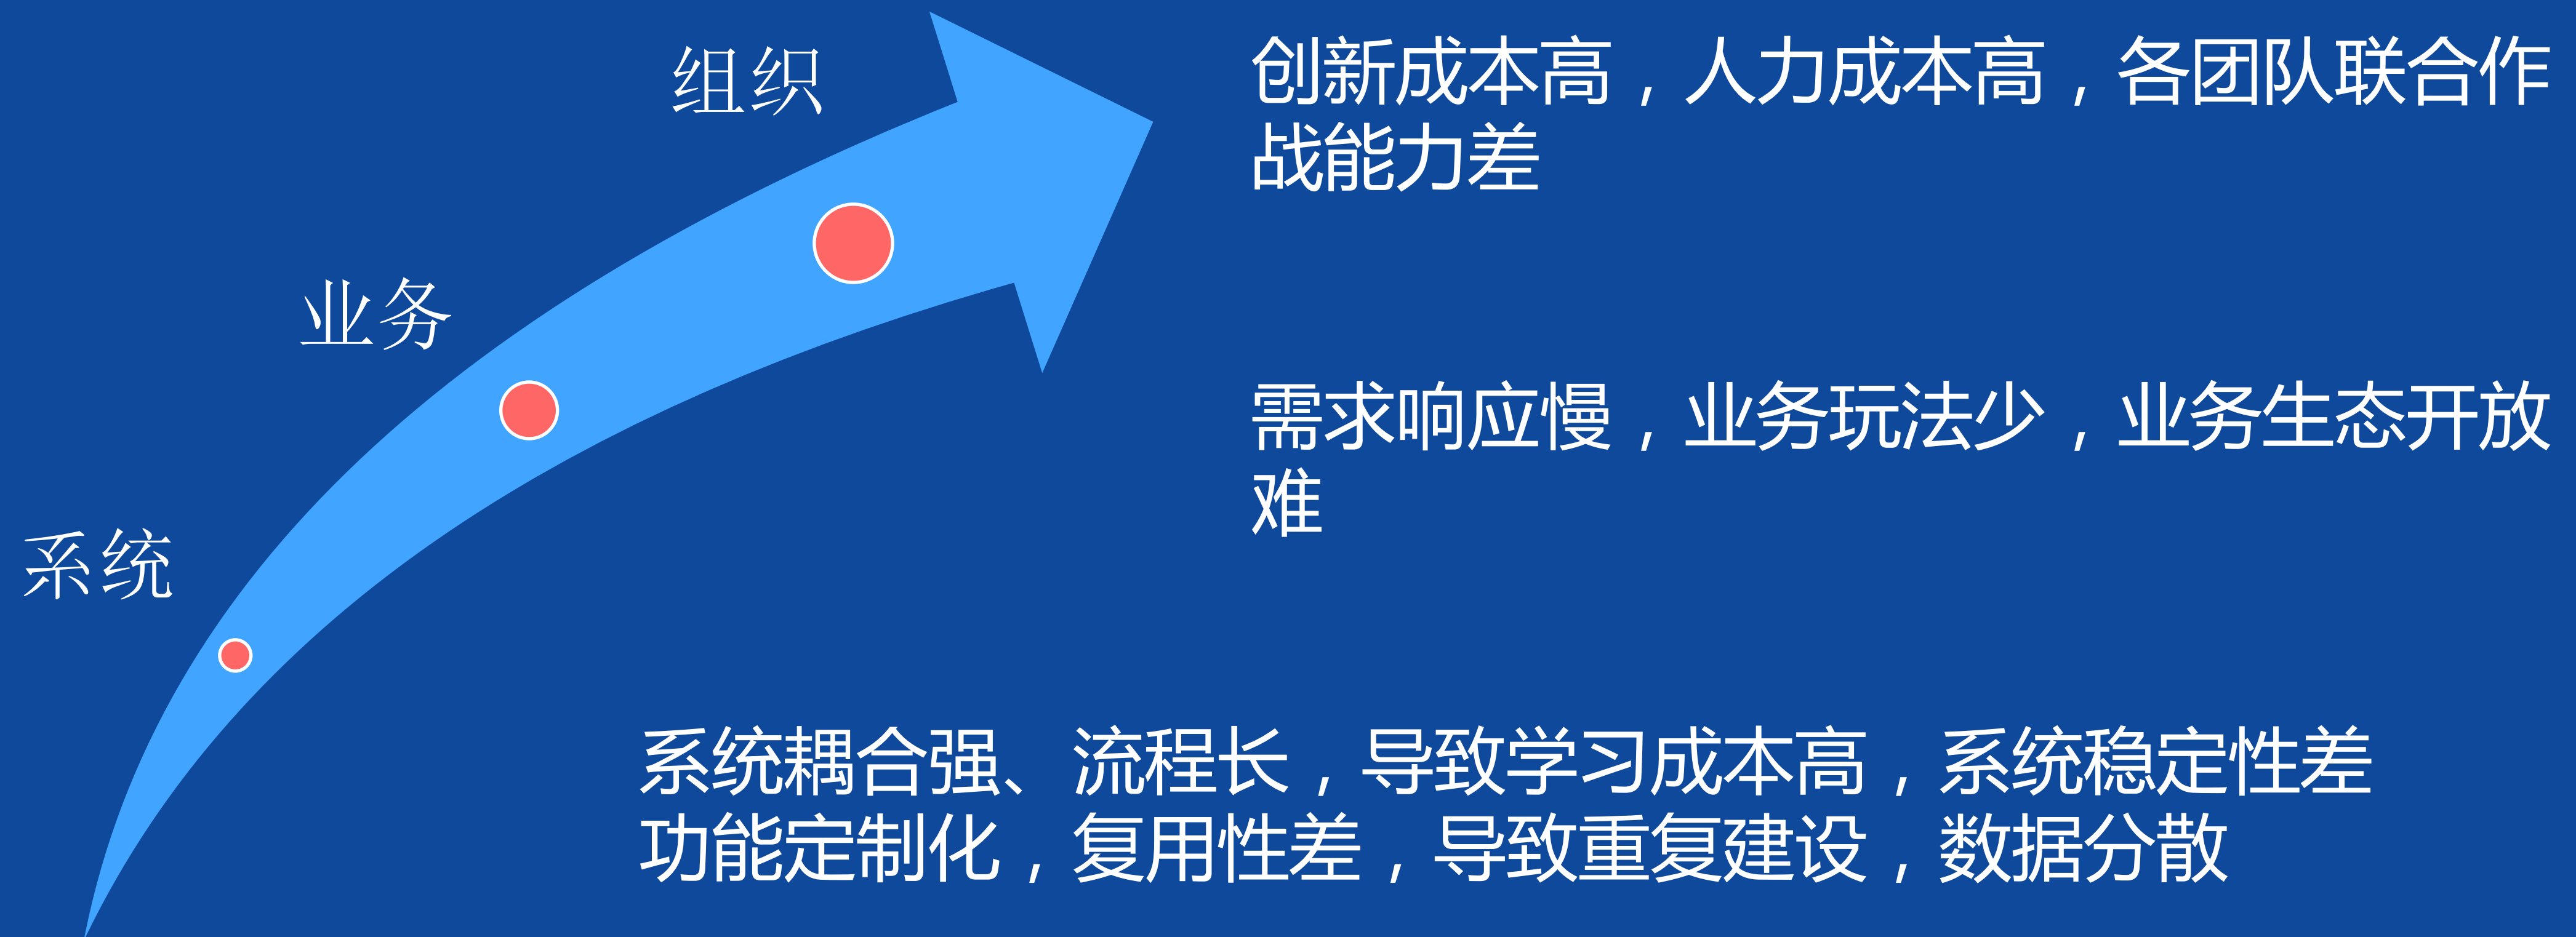 组织
创新成本高，人力成本高，各团队联合作
战能力差
业务
需求响应慢，业务玩法少，业务生态开放
难
系统
系统耦合强、流程长，导致学习成本高，系统稳定性差
功能定制化，复用性差，导致重复建设，数据分散